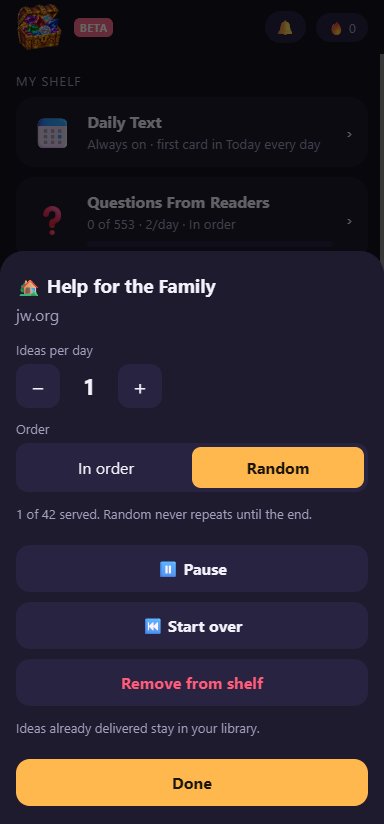 BETA
🔔
🔥 0
MY SHELF
Daily Text
Always on · first card in Today every day
›
Questions From Readers
0 of 553 · 2/day · In order
›
Help for the Family
jw.org
Ideas per day
− 1 +
Order
In order Random
1 of 42 served. Random never repeats until the end.
⏸ Pause
⏮ Start over
Remove from shelf
Ideas already delivered stay in your library.
Done